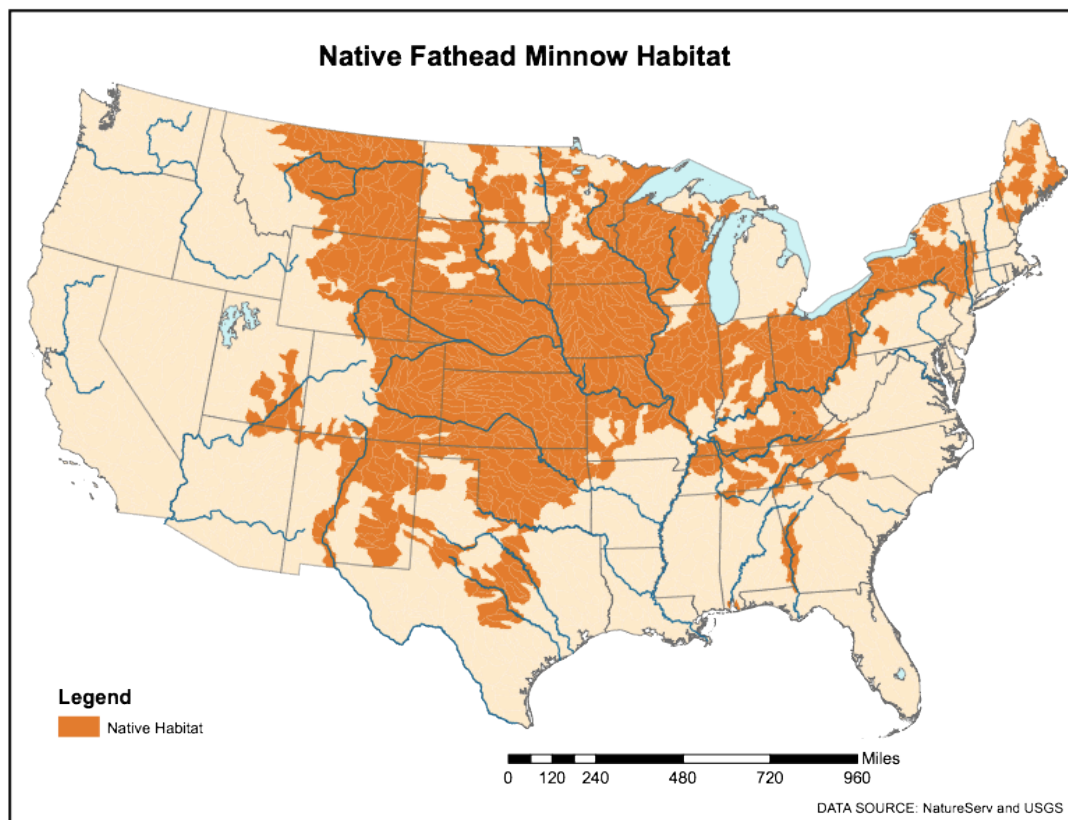 Native Fathead Minnow Habitat
Legend
Native Habitat
Miles
0 120 240 480 720 960
DATA SOURCE: NatureServ and USGS